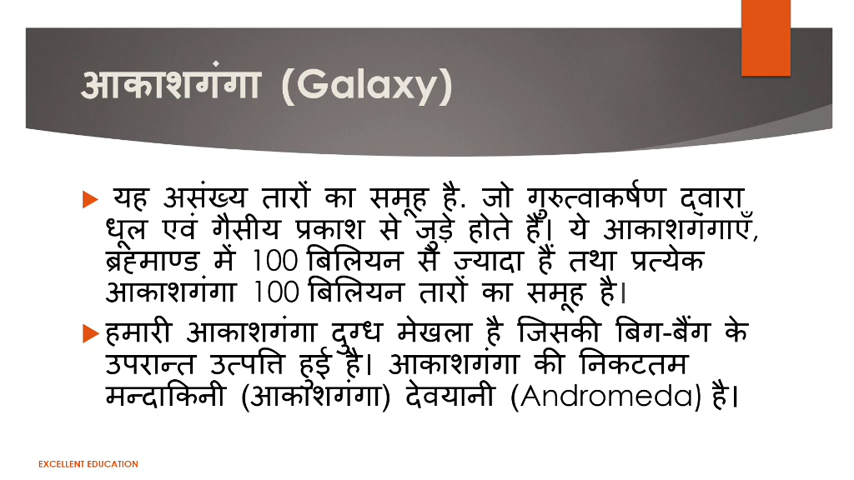 आकाशगंगा (Galaxy)
यह असंख्य तारों का समूह है. जो गुरुत्वाकर्षण द्वारा
धूल एवं गैसीय प्रकाश से जुड़े होते हैं। ये आकाशगंगाएँ,
ब्रह्माण्ड में 100 बिलियन से ज्यादा हैं तथा प्रत्येक
आकाशगंगा 100 बिलियन तारों का समूह है।
हमारी आकाशगंगा दुग्ध मेखला है जिसकी बिग-बैंग के
उपरान्त उत्पत्ति हुई है। आकाशगंगा की निकटतम
मन्दाकिनी (आकाशगंगा) देवयानी (Andromeda) है।
EXCELLENT EDUCATION